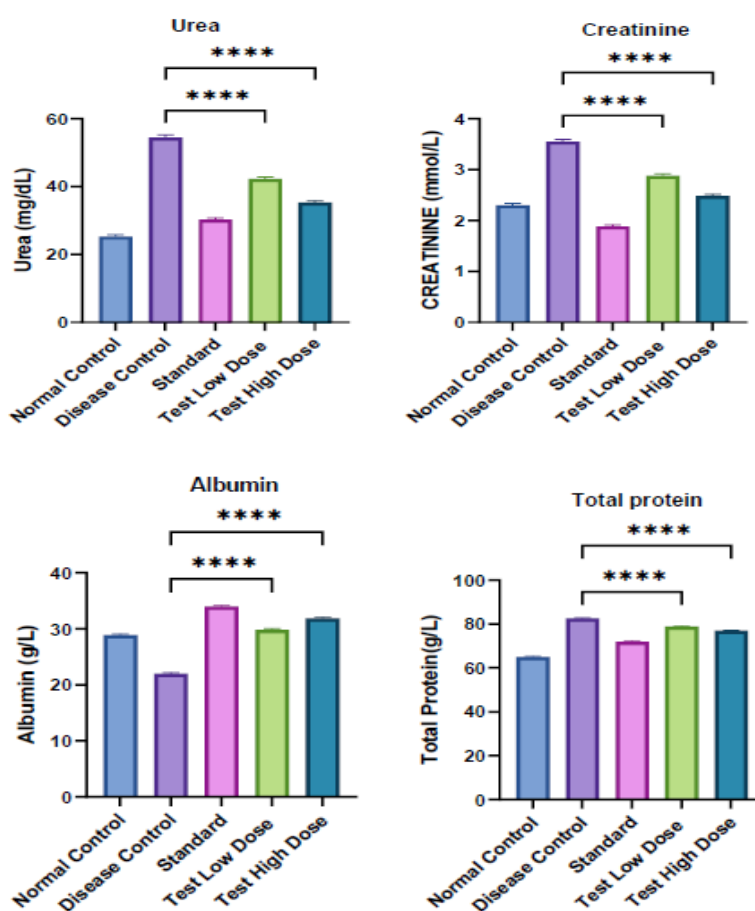 Urea
****
****
60
40
20
0
Urea (mg/dL)
Normal Control
Disease Control
Standard
Test Low Dose
Test High Dose
Creatinine
****
****
4
3
2
1
0
CREATININE (mmol/L)
Normal Control
Disease Control
Standard
Test Low Dose
Test High Dose
Albumin
****
****
40
30
20
10
0
Albumin (g/L)
Normal Control
Disease Control
Standard
Test Low Dose
Test High Dose
Total protein
****
****
100
80
60
40
20
0
Total Protein(g/L)
Normal Control
Disease Control
Standard
Test Low Dose
Test High Dose